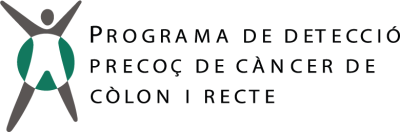 PROGRAMA DE DETECCIÓ
PRECOÇ DE CÀNCER DE
CÒLON I RECTE